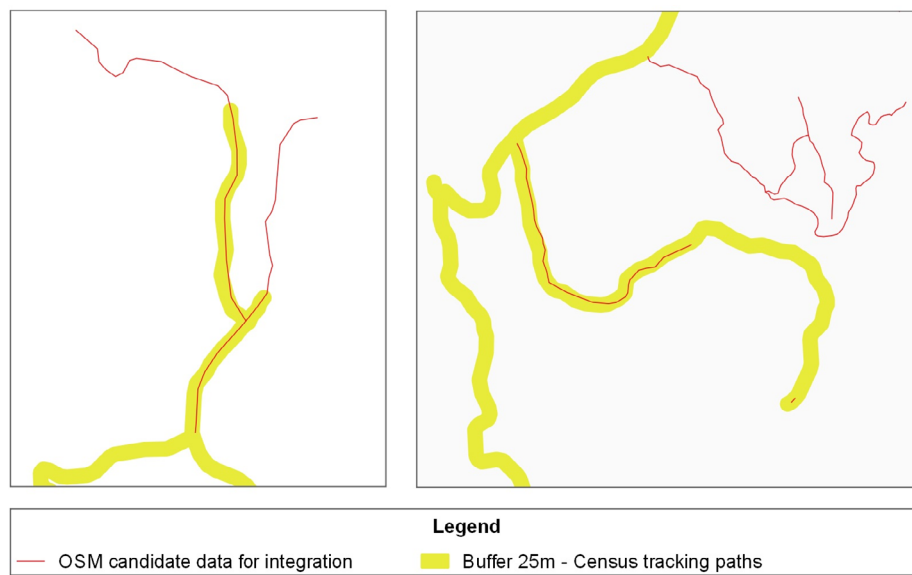 Legend
OSM candidate data for integration
Buffer 25m - Census tracking paths